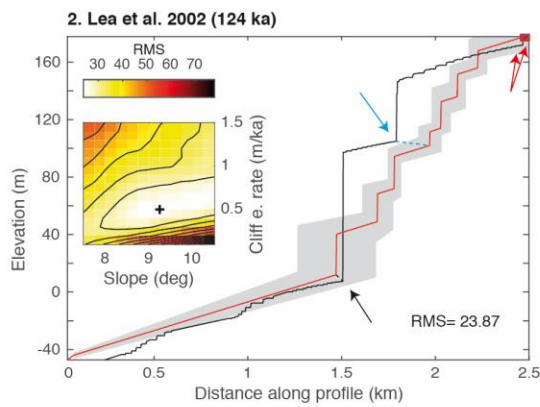 2. Lea et al. 2002 (124 ka)
RMS
30 40 50 60 70
160
120
80
40
0
-40
Elevation (m)
1.5
1
0.5
Cliff e. rate (m/ka)
8 9 10
Slope (deg)
RMS= 23.87
0 0.5 1 1.5 2 2.5
Distance along profile (km)